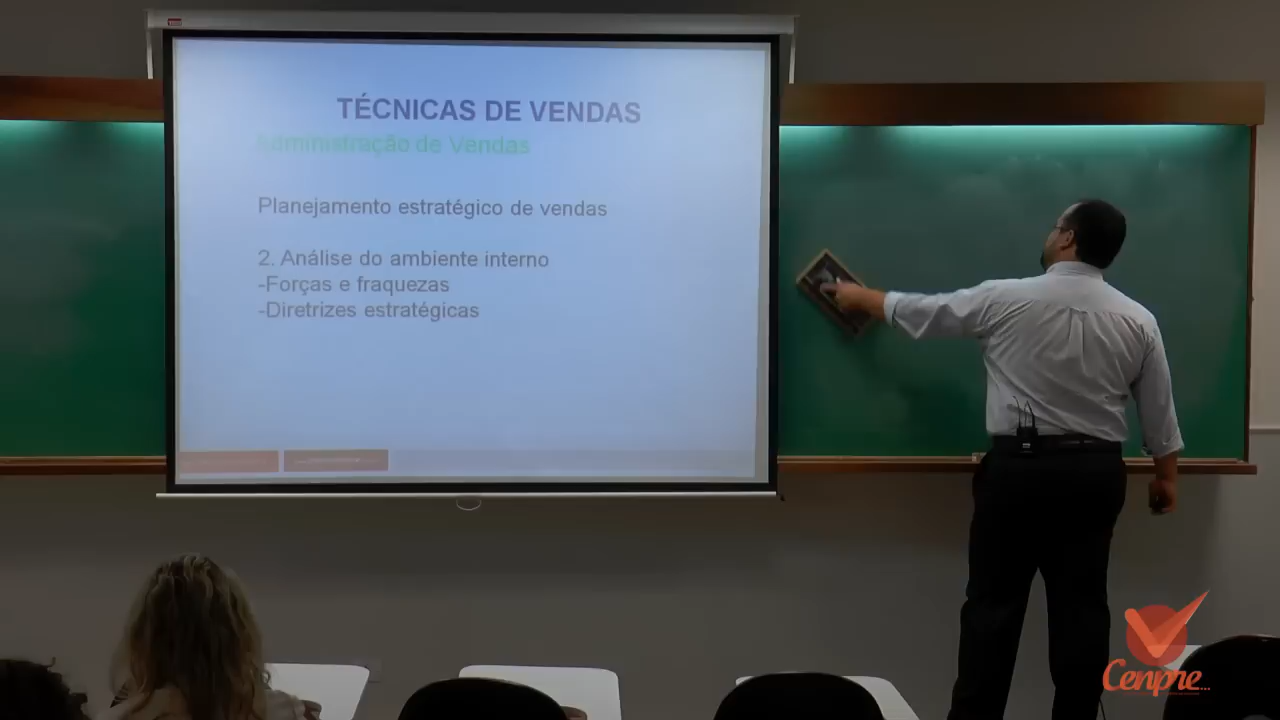 TÉCNICAS DE VENDAS
Administração de Vendas
Planejamento estratégico de vendas
2. Análise do ambiente interno
-Forças e fraquezas
-Diretrizes estratégicas
Cenpre...